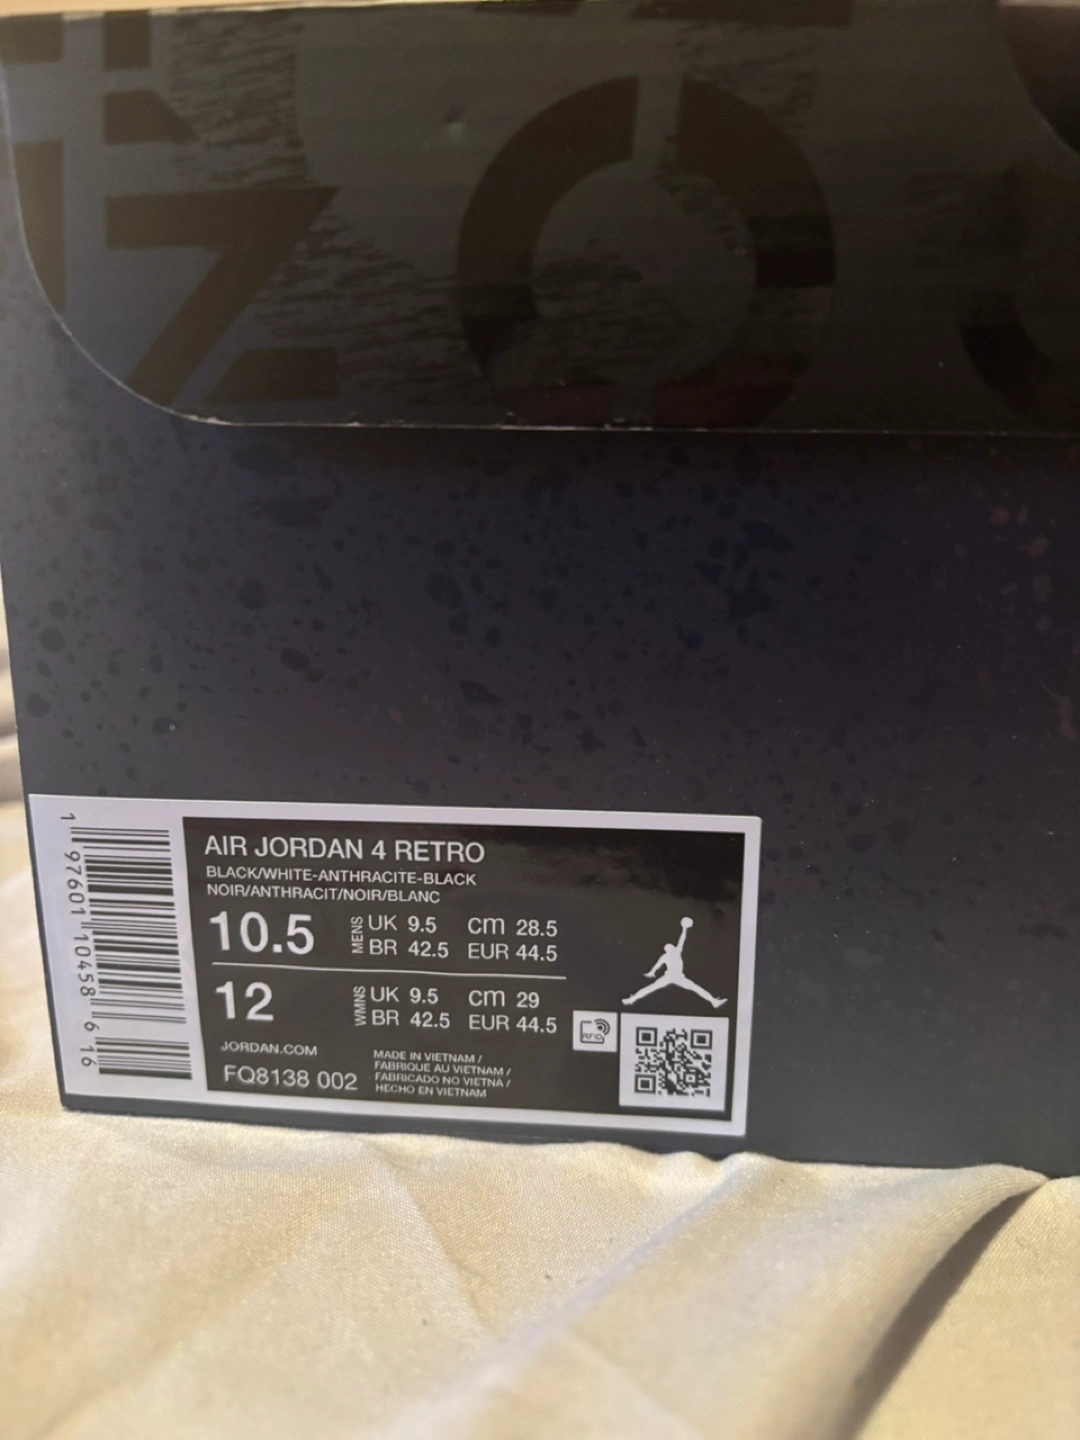 AIR JORDAN 4 RETRO
BLACK/WHITE-ANTHRACITE-BLACK
NOIR/ANTHRACIT/NOIR/BLANC
10.5 MENS UK 9.5 cm 28.5
BR 42.5 EUR 44.5
12 WMNS UK 9.5 cm 29
BR 42.5 EUR 44.5
JORDAN.COM
FQ8138 002
MADE IN VIETNAM /
FABRIQUE AU VIETNAM /
FABRICADO NO VIETNA /
HECHO EN VIETNAM
RFID
1 97601 10458 6 16